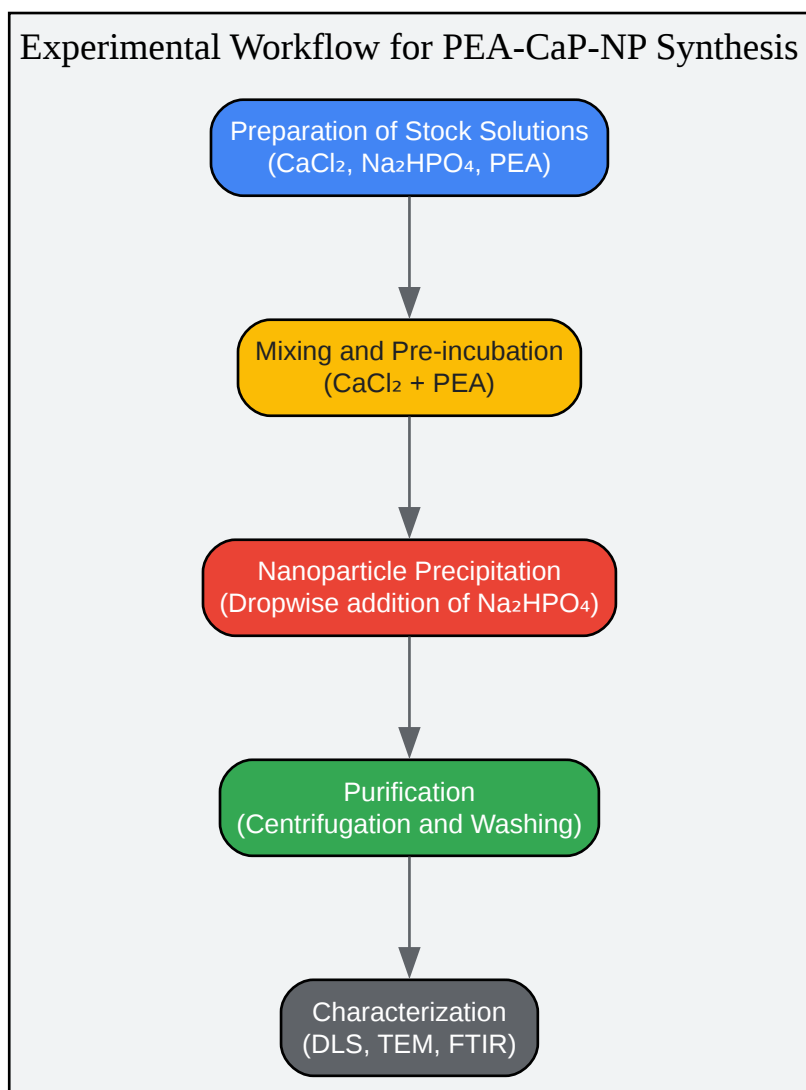 Experimental Workflow for PEA-CaP-NP Synthesis
Preparation of Stock Solutions
(CaCl₂, Na₂HPO₄, PEA)
Mixing and Pre-incubation
(CaCl₂ + PEA)
Nanoparticle Precipitation
(Dropwise addition of Na₂HPO₄)
Purification
(Centrifugation and Washing)
Characterization
(DLS, TEM, FTIR)